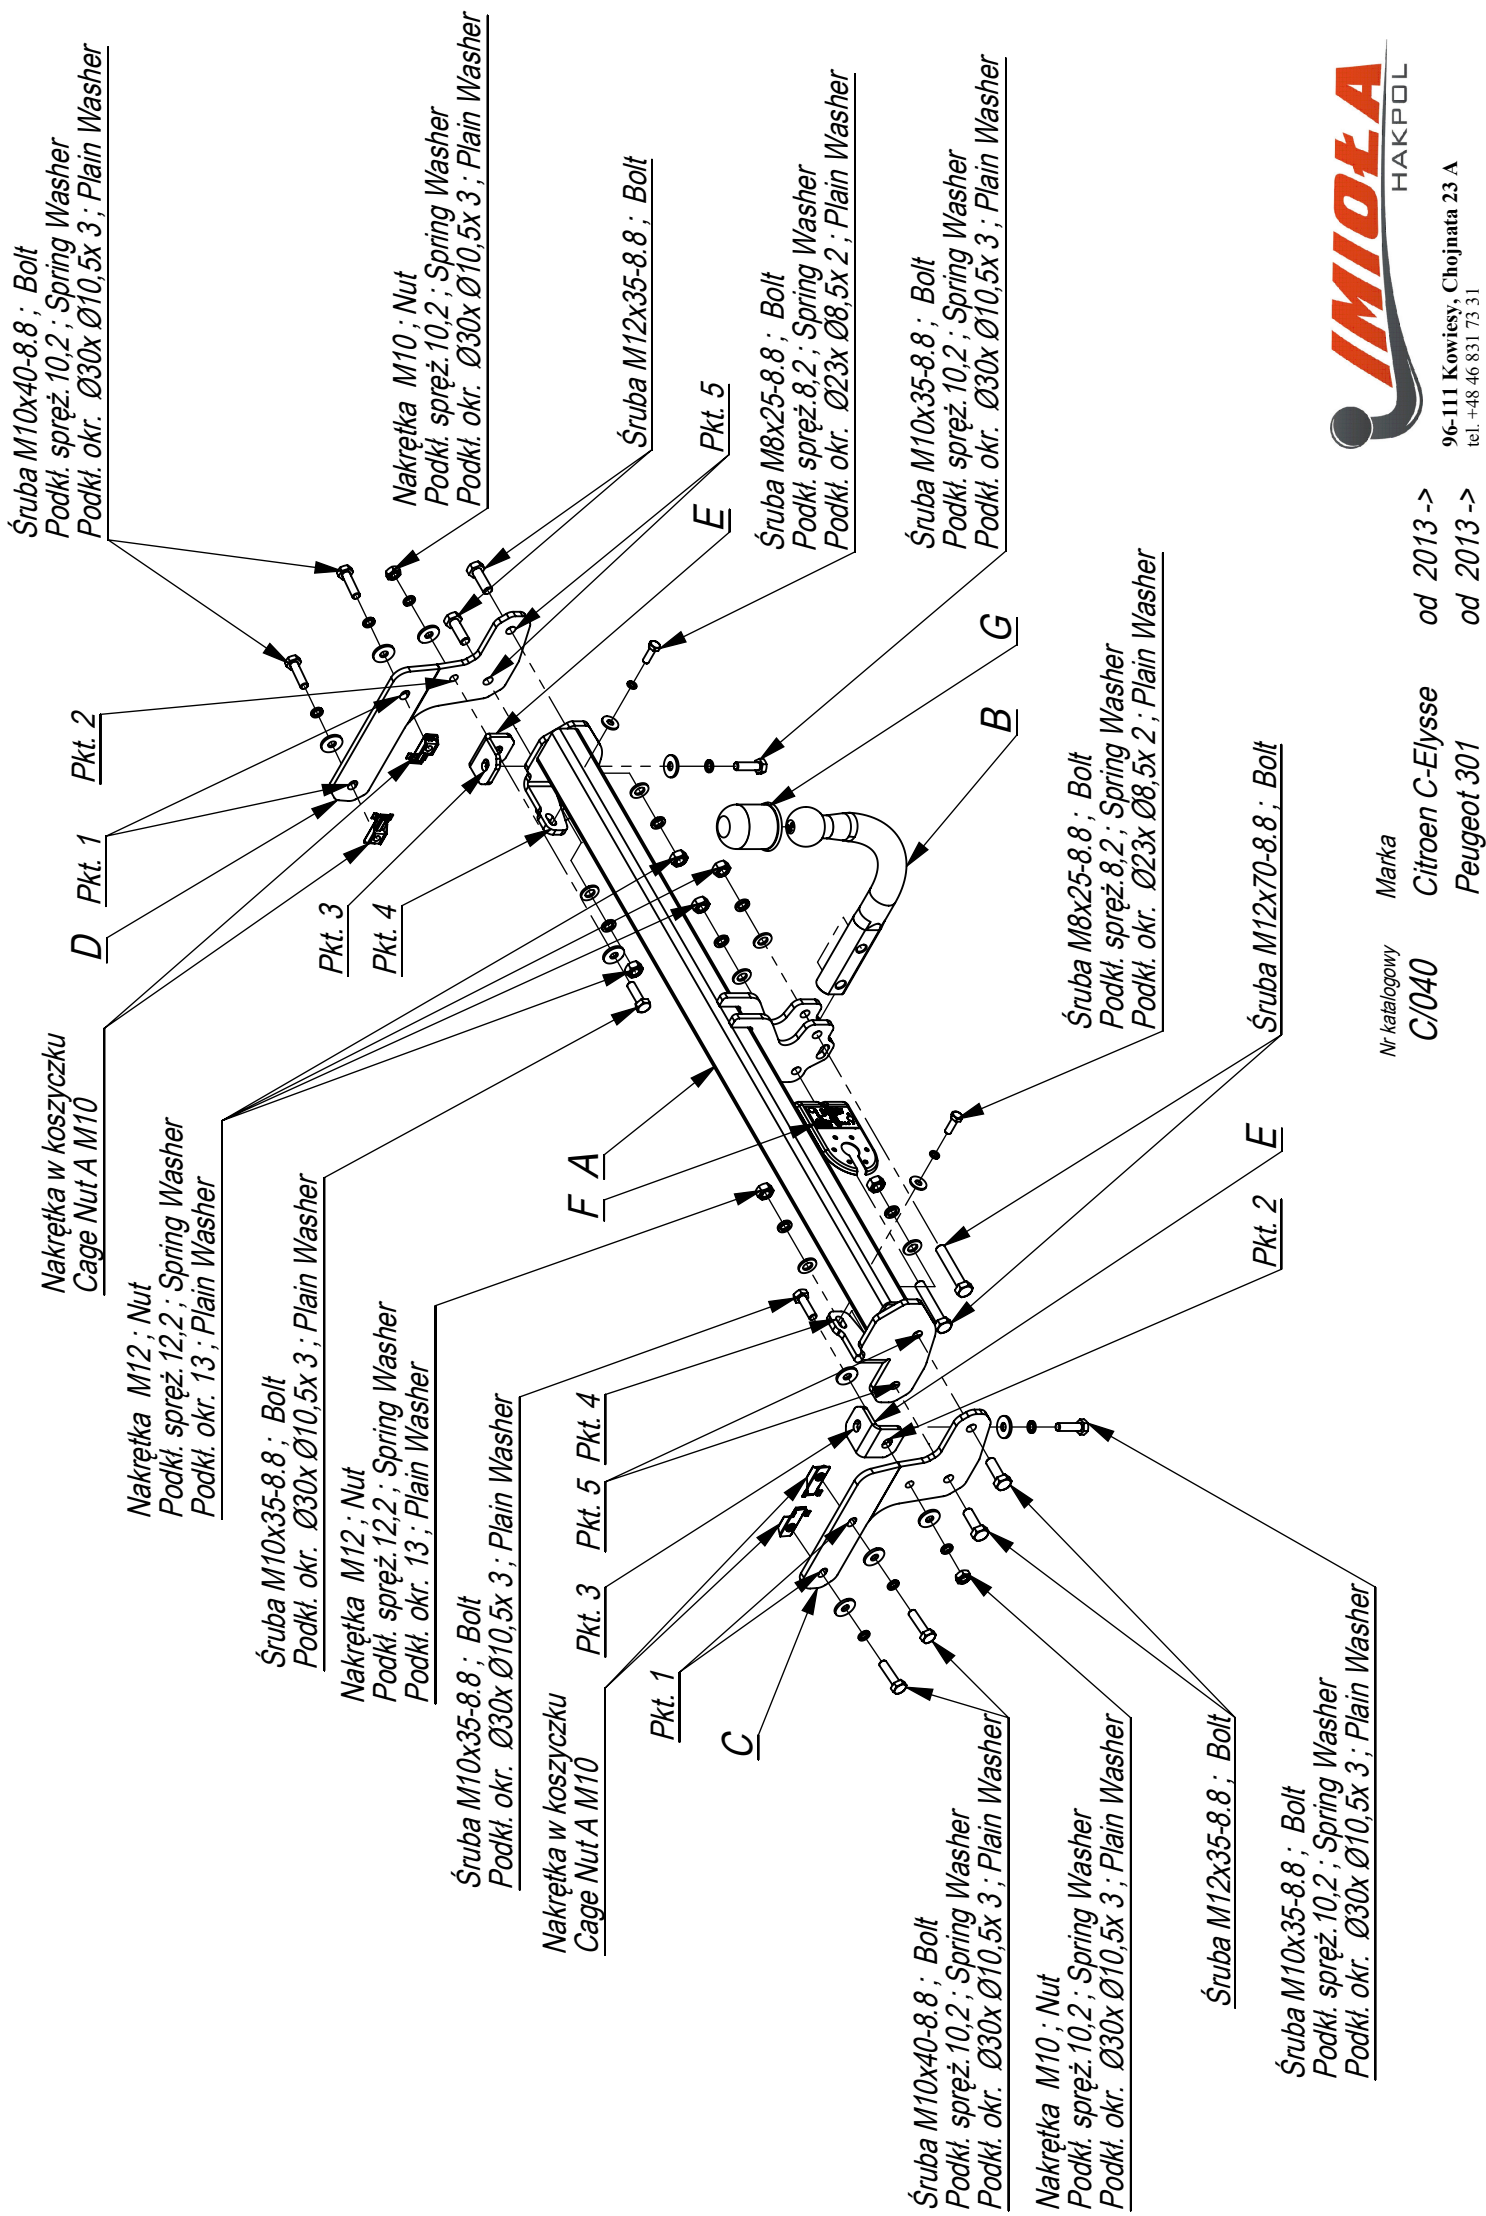 Śruba M10x40-8.8 ; Bolt
Podkł. spręż.10,2 ; Spring Washer
Podkł. okr. Ø30x Ø10,5x 3 ; Plain Washer
Nakrętka M10 ; Nut
Podkł. spręż.10,2 ; Spring Washer
Podkł. okr. Ø30x Ø10,5x 3 ; Plain Washer
Śruba M12x35-8.8 ; Bolt
Pkt. 5
E
Śruba M8x25-8.8 ; Bolt
Podkł. spręż.8,2 ; Spring Washer
Podkł. okr. Ø23x Ø8,5x 2 ; Plain Washer
Śruba M10x35-8.8 ; Bolt
Podkł. spręż.10,2 ; Spring Washer
Podkł. okr. Ø30x Ø10,5x 3 ; Plain Washer
Pkt. 2
Pkt. 1
D
Pkt. 3
Pkt. 4
G
B
Śruba M8x25-8.8 ; Bolt
Podkł. spręż.8,2 ; Spring Washer
Podkł. okr. Ø23x Ø8,5x 2 ; Plain Washer
Śruba M12x70-8.8 ; Bolt
Nakrętka w koszyczku
Cage Nut A M10
Nakrętka M12 ; Nut
Podkł. spręż.12,2 ; Spring Washer
Podkł. okr. 13 ; Plain Washer
Śruba M10x35-8.8 ; Bolt
Podkł. okr. Ø30x Ø10,5x 3 ; Plain Washer
Nakrętka M12 ; Nut
Podkł. spręż.12,2 ; Spring Washer
Podkł. okr. 13 ; Plain Washer
Śruba M10x35-8.8 ; Bolt
Podkł. okr. Ø30x Ø10,5x 3 ; Plain Washer
Nakrętka w koszyczku
Cage Nut A M10
A
F
Pkt. 4
Pkt. 5
Pkt. 3
Pkt. 1
C
E
Pkt. 2
Śruba M10x40-8.8 ; Bolt
Podkł. spręż.10,2 ; Spring Washer
Podkł. okr. Ø30x Ø10,5x 3 ; Plain Washer
Nakrętka M10 ; Nut
Podkł. spręż.10,2 ; Spring Washer
Podkł. okr. Ø30x Ø10,5x 3 ; Plain Washer
Śruba M12x35-8.8 ; Bolt
Śruba M10x35-8.8 ; Bolt
Podkł. spręż.10,2 ; Spring Washer
Podkł. okr. Ø30x Ø10,5x 3 ; Plain Washer
Nr katalogowy Marka
C/040 Citroen C-Elysse od 2013 ->
Peugeot 301 od 2013 ->
IMIOŁA
HAKPOL
96-111 Kowiesy, Chojnata 23 A
tel. +48 46 831 73 31